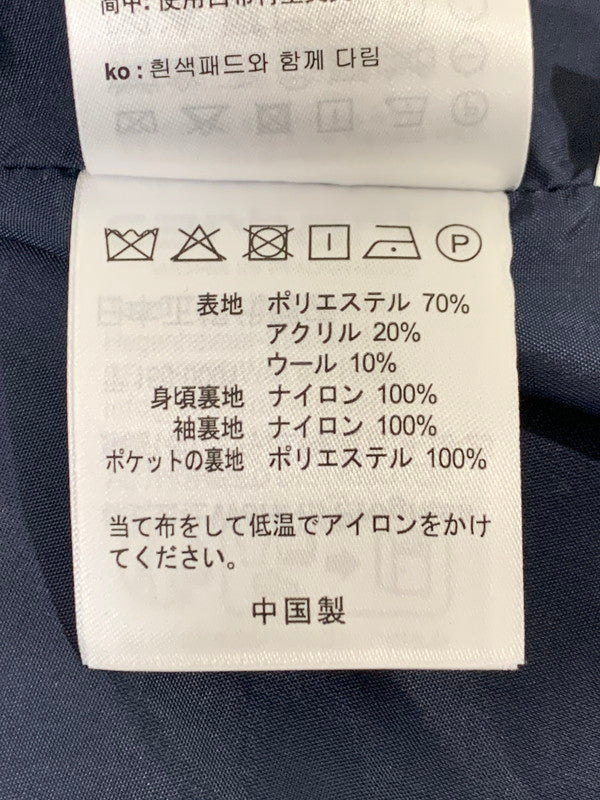 ko : 흰색패드와 함께 다림
表地 ポリエステル 70%
アクリル 20%
ウール 10%
身頃裏地 ナイロン 100%
袖裏地 ナイロン 100%
ポケットの裏地 ポリエステル 100%
当て布をして低温でアイロンをかけ
てください。
中国製